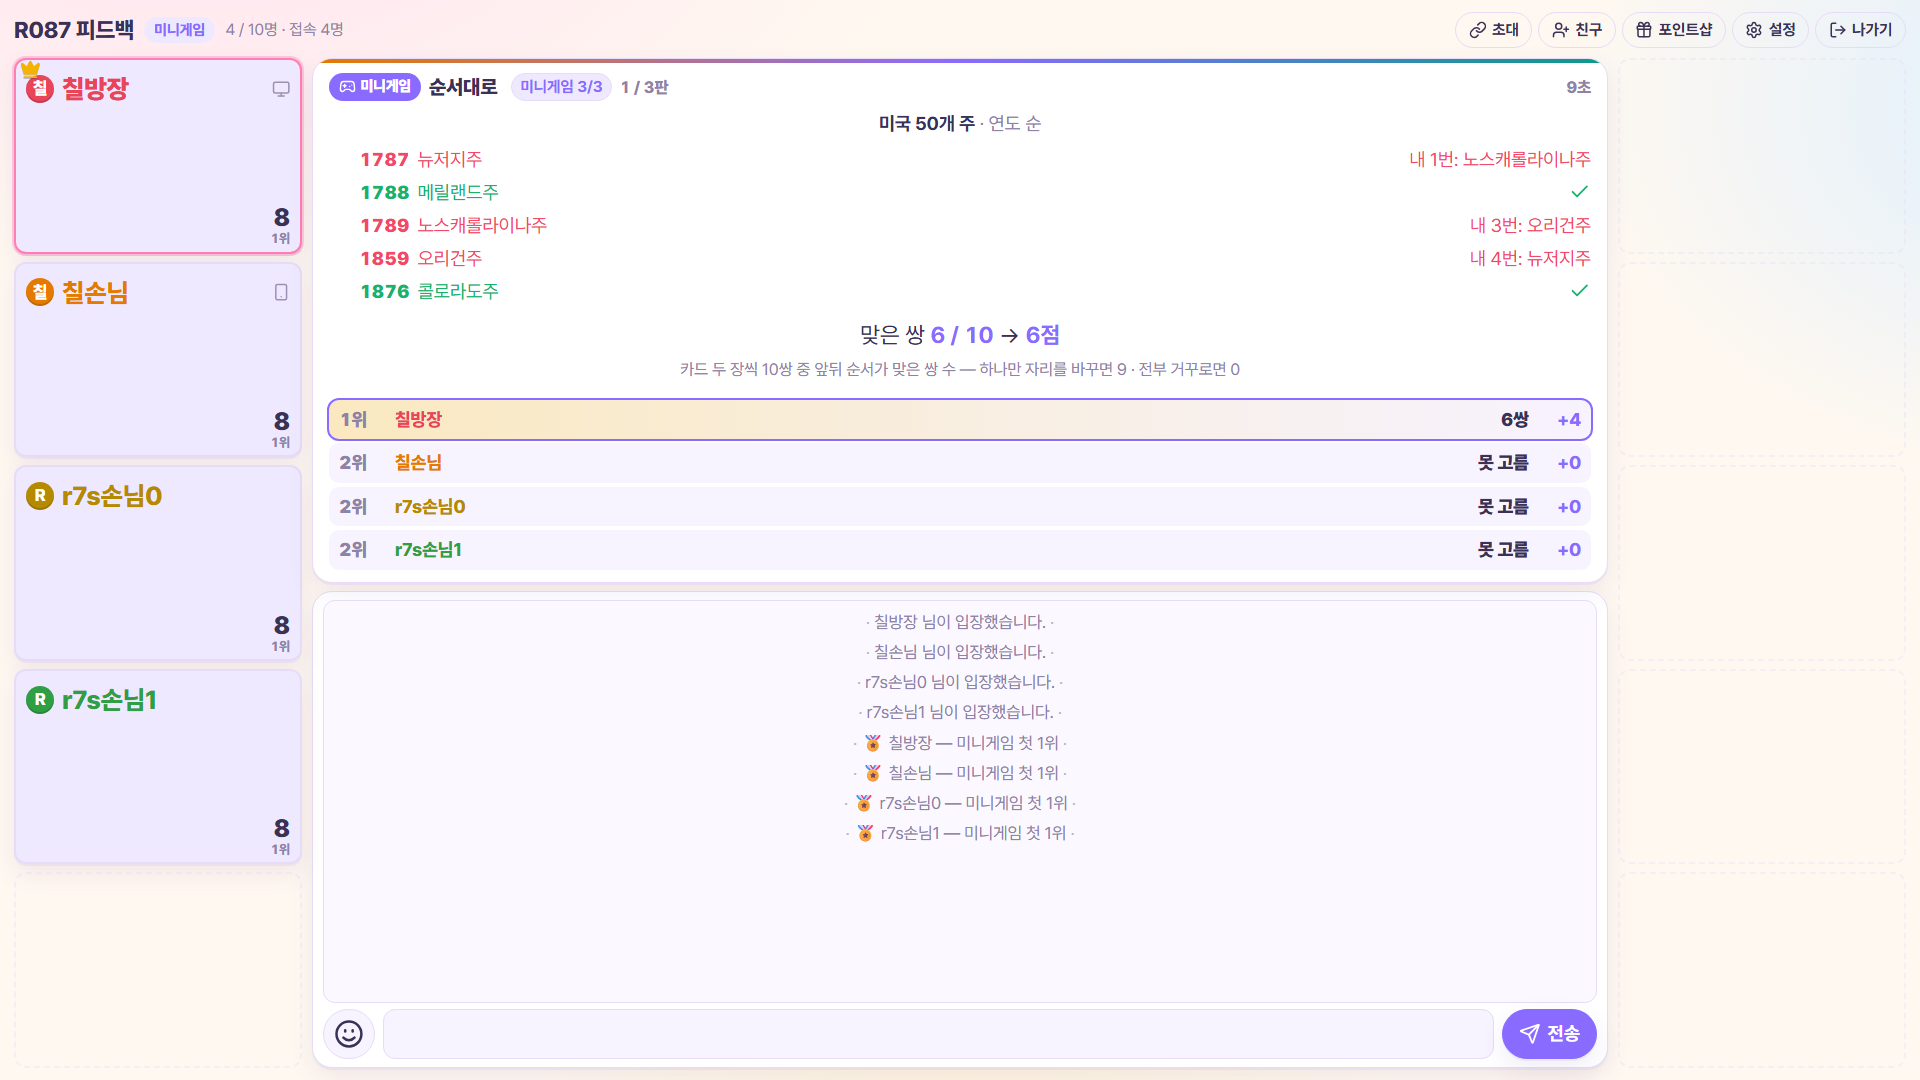 R087 피드백 미니게임 4 / 10명 · 접속 4명
초대 친구 포인트샵 설정 나가기
칠 칠방장
8
1위
칠 칠손님
8
1위
R r7s손님0
8
1위
R r7s손님1
8
1위
미니게임 순서대로 미니게임 3/3 1 / 3판 9초
미국 50개 주 · 연도 순
1787 뉴저지주 내 1번: 노스캐롤라이나주
1788 메릴랜드주
1789 노스캐롤라이나주 내 3번: 오리건주
1859 오리건주 내 4번: 뉴저지주
1876 콜로라도주
맞은 쌍 6 / 10 → 6점
카드 두 장씩 10쌍 중 앞뒤 순서가 맞은 쌍 수 — 하나만 자리를 바꾸면 9 · 전부 거꾸로면 0
1위 칠방장 6쌍 +4
2위 칠손님 못 고름 +0
2위 r7s손님0 못 고름 +0
2위 r7s손님1 못 고름 +0
· 칠방장 님이 입장했습니다. ·
· 칠손님 님이 입장했습니다. ·
· r7s손님0 님이 입장했습니다. ·
· r7s손님1 님이 입장했습니다. ·
· 🏅 칠방장 — 미니게임 첫 1위 ·
· 🏅 칠손님 — 미니게임 첫 1위 ·
· 🏅 r7s손님0 — 미니게임 첫 1위 ·
· 🏅 r7s손님1 — 미니게임 첫 1위 ·
전송